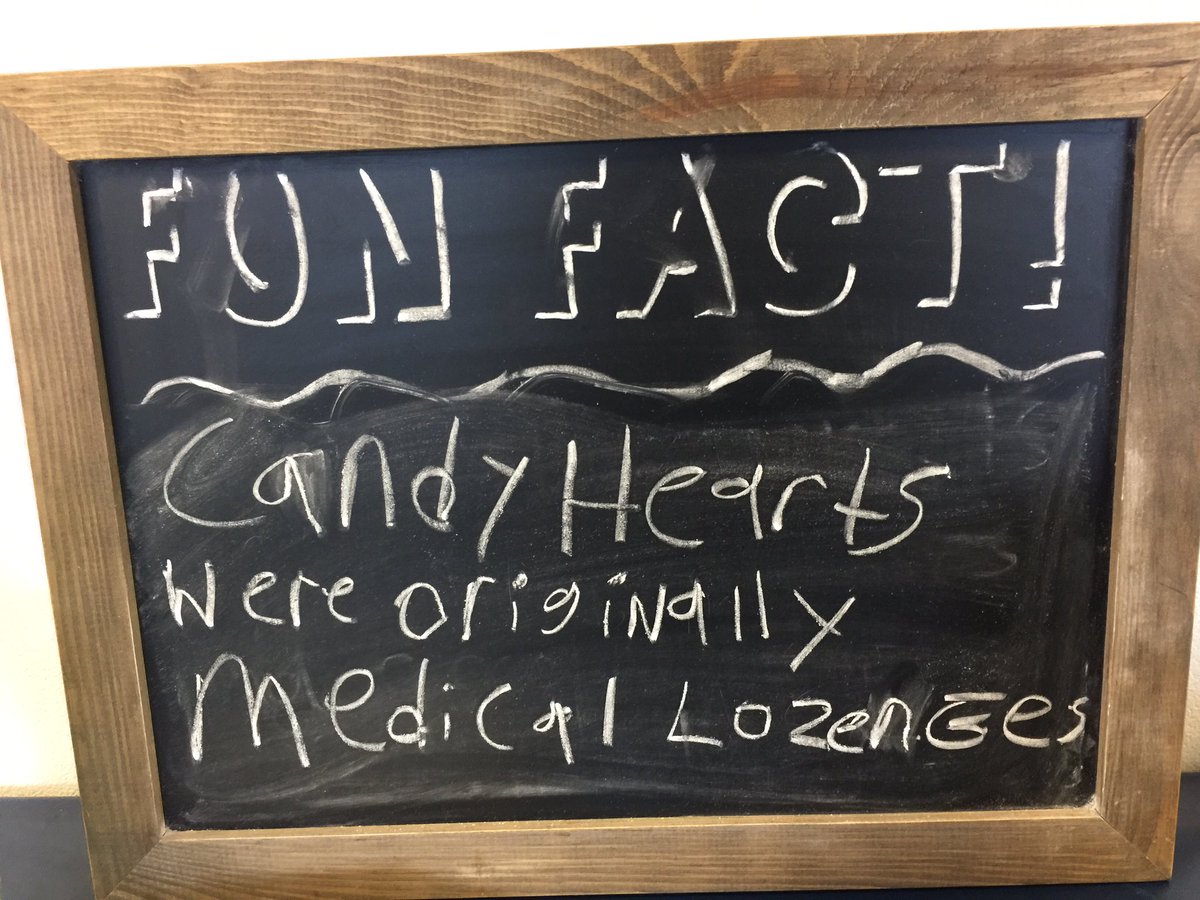 FUN FACT!
Candy Hearts
were originally
Medical Lozenges